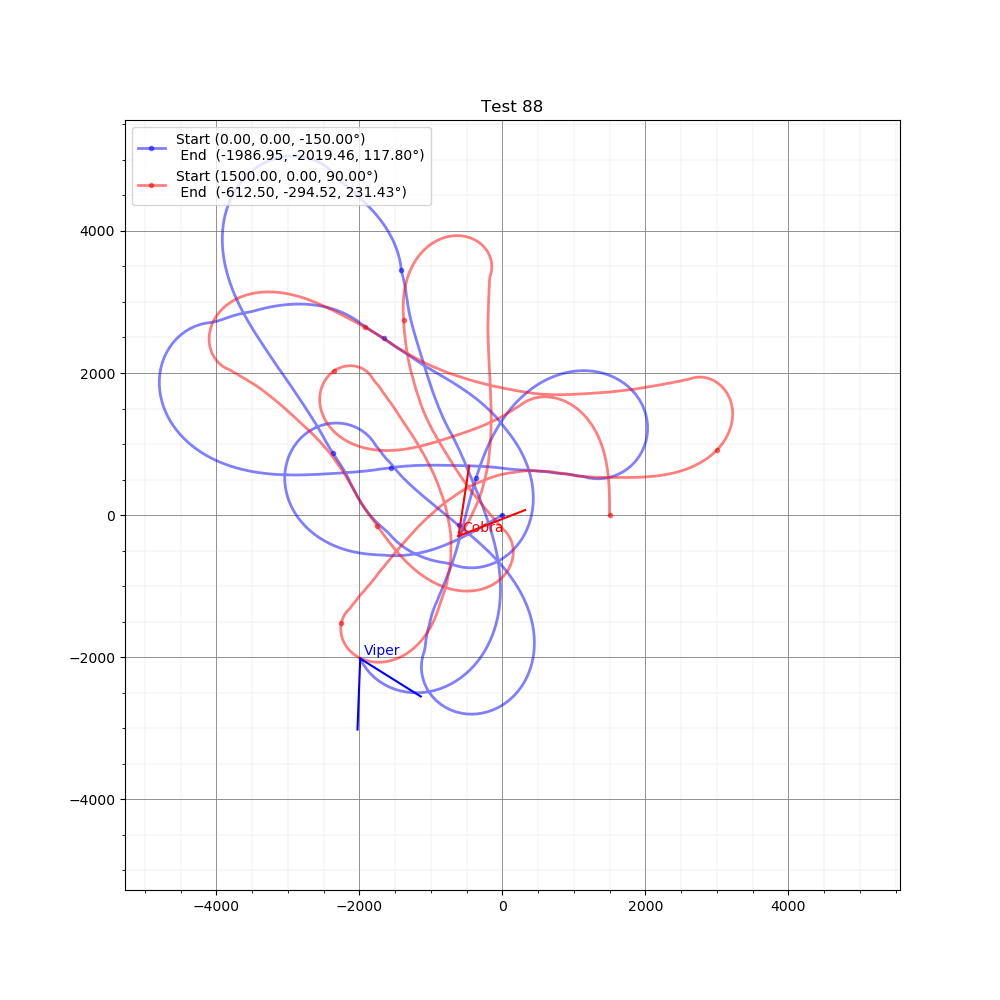 Test 88
Start (0.00, 0.00, -150.00°)
End (-1986.95, -2019.46, 117.80°)
Start (1500.00, 0.00, 90.00°)
End (-612.50, -294.52, 231.43°)
4000
2000
0
−2000
−4000
Cobra
Viper
−4000 −2000 0 2000 4000